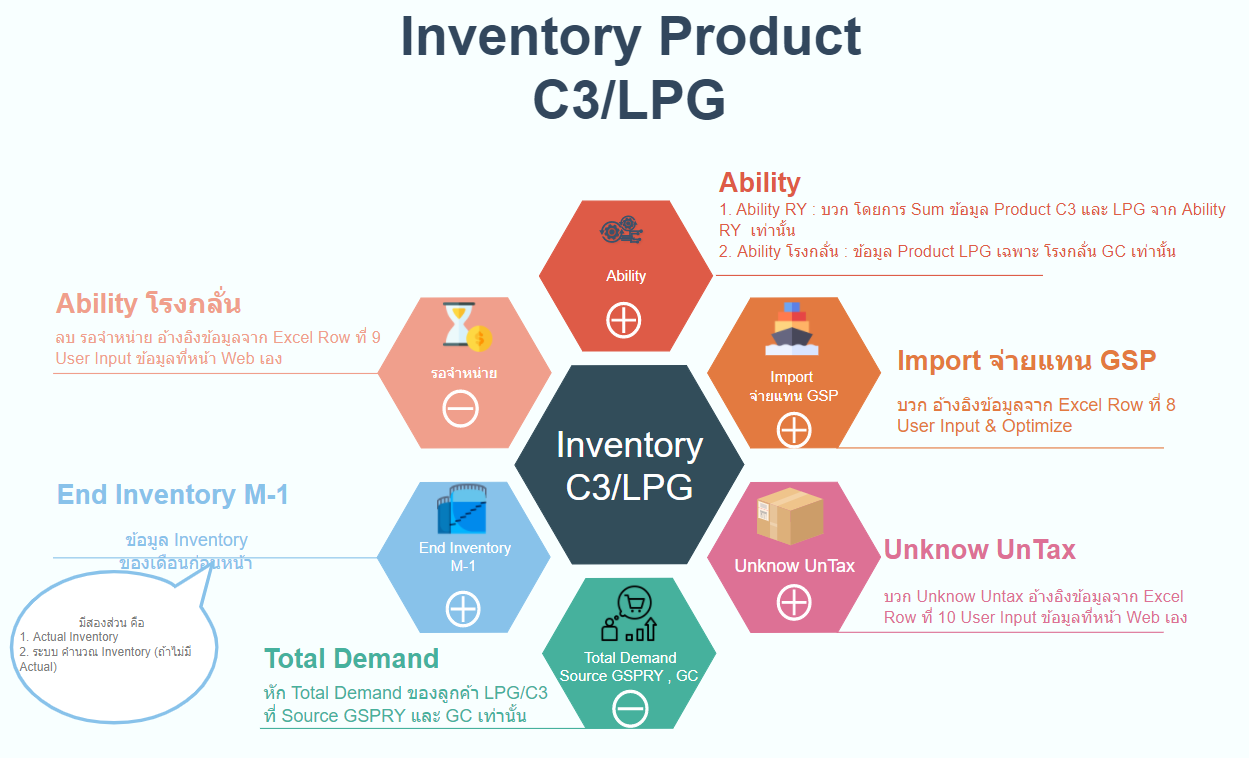 Inventory Product
C3/LPG
Ability
1. Ability RY : บวก โดยการ Sum ข้อมูล Product C3 และ LPG จาก Ability
RY เท่านั้น
2. Ability โรงกลั่น : ข้อมูล Product LPG เฉพาะ โรงกลั่น GC เท่านั้น
Ability
Ability โรงกลั่น
ลบ รอจำหน่าย อ้างอิงข้อมูลจาก Excel Row ที่ 9
User Input ข้อมูลที่หน้า Web เอง
รอจำหน่าย
Import
จ่ายแทน GSP
Import จ่ายแทน GSP
บวก อ้างอิงข้อมูลจาก Excel Row ที่ 8
User Input & Optimize
Inventory
C3/LPG
End Inventory M-1
ข้อมูล Inventory
ของเดือนก่อนหน้า
End Inventory
M-1
Unknow UnTax
Unknow UnTax
บวก Unknow Untax อ้างอิงข้อมูลจาก Excel
Row ที่ 10 User Input ข้อมูลที่หน้า Web เอง
มีสองส่วน คือ
1. Actual Inventory
2. ระบบ คำนวณ Inventory (ถ้าไม่มี
Actual)
Total Demand
หัก Total Demand ของลูกค้า LPG/C3
ที่ Source GSPRY และ GC เท่านั้น
Total Demand
Source GSPRY , GC